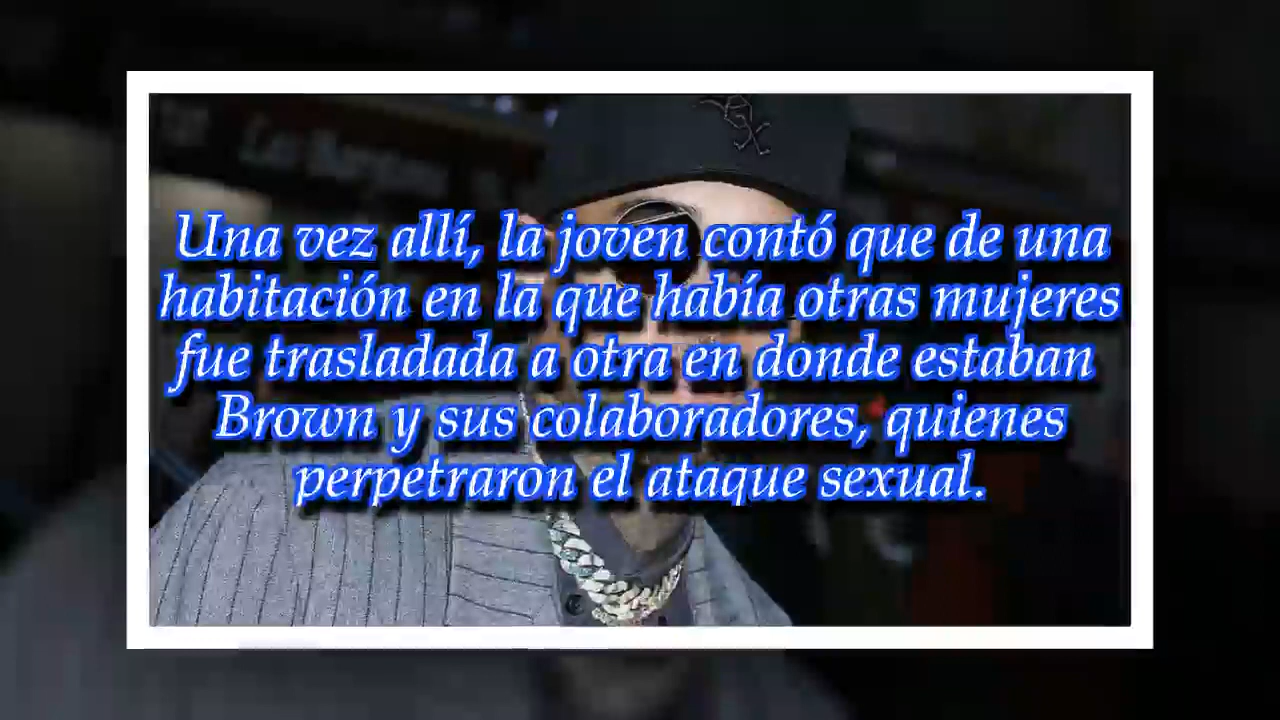 Una vez allí, la joven contó que de una
habitación en la que había otras mujeres
fue trasladada a otra en donde estaban
Brown y sus colaboradores, quienes
perpetraron el ataque sexual.